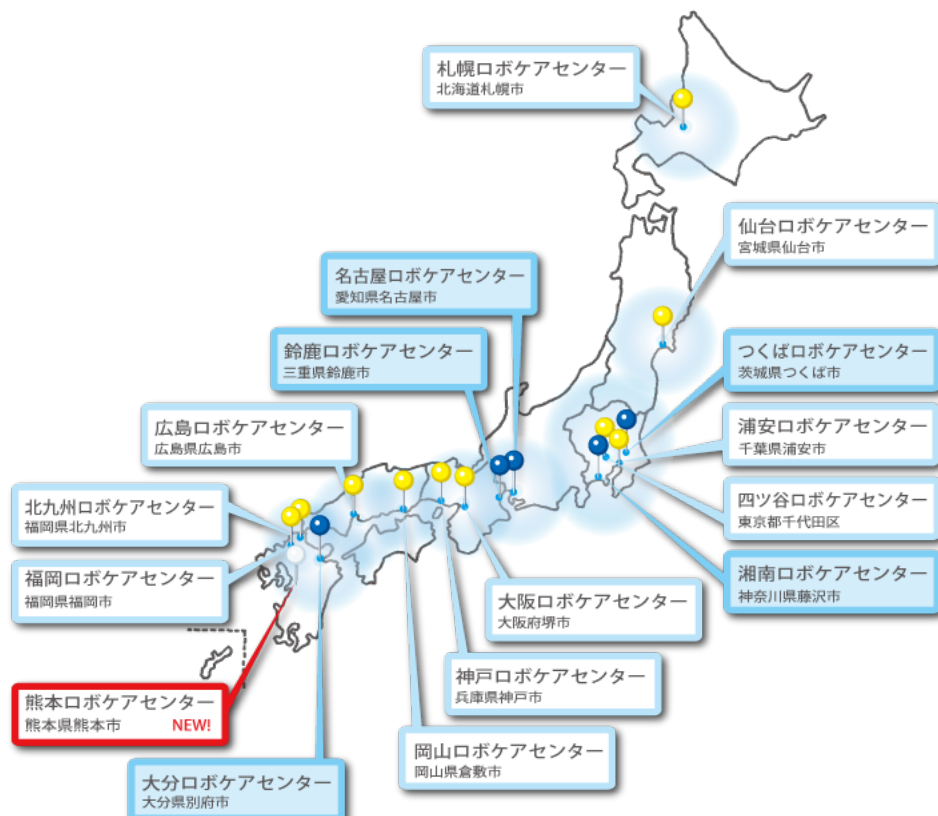 札幌ロボケアセンター
北海道札幌市
仙台ロボケアセンター
宮城県仙台市
名古屋ロボケアセンター
愛知県名古屋市
鈴鹿ロボケアセンター
三重県鈴鹿市
つくばロボケアセンター
茨城県つくば市
広島ロボケアセンター
広島県広島市
浦安ロボケアセンター
千葉県浦安市
北九州ロボケアセンター
福岡県北九州市
四ツ谷ロボケアセンター
東京都千代田区
福岡ロボケアセンター
福岡県福岡市
湘南ロボケアセンター
神奈川県藤沢市
大阪ロボケアセンター
大阪府堺市
神戸ロボケアセンター
兵庫県神戸市
熊本ロボケアセンター
熊本県熊本市 NEW!
岡山ロボケアセンター
岡山県倉敷市
大分ロボケアセンター
大分県別府市